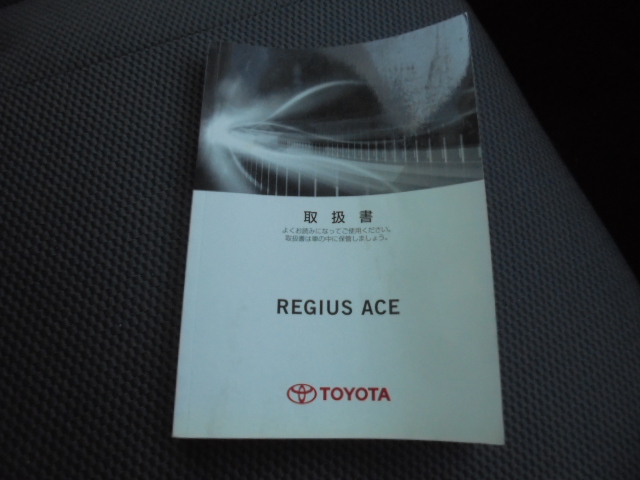 取扱書
よくお読みになってご使用ください。
取扱書は車の中に保管しましょう。
REGIUS ACE
TOYOTA